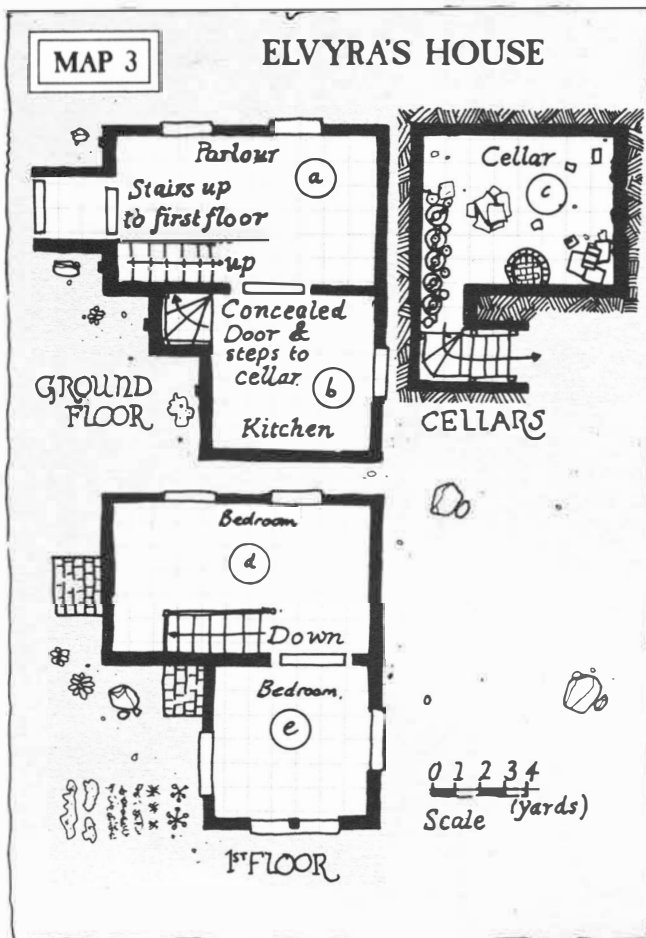 MAP 3
ELVYRA'S HOUSE
Parlour
a
Stairs up
to first floor
up
Concealed
Door &
steps to
cellar.
b
Kitchen
GROUND
FLOOR
Cellar
c
CELLARS
Bedroom
d
Down
Bedroom.
e
1ST FLOOR
0 1 2 3 4
Scale (yards)